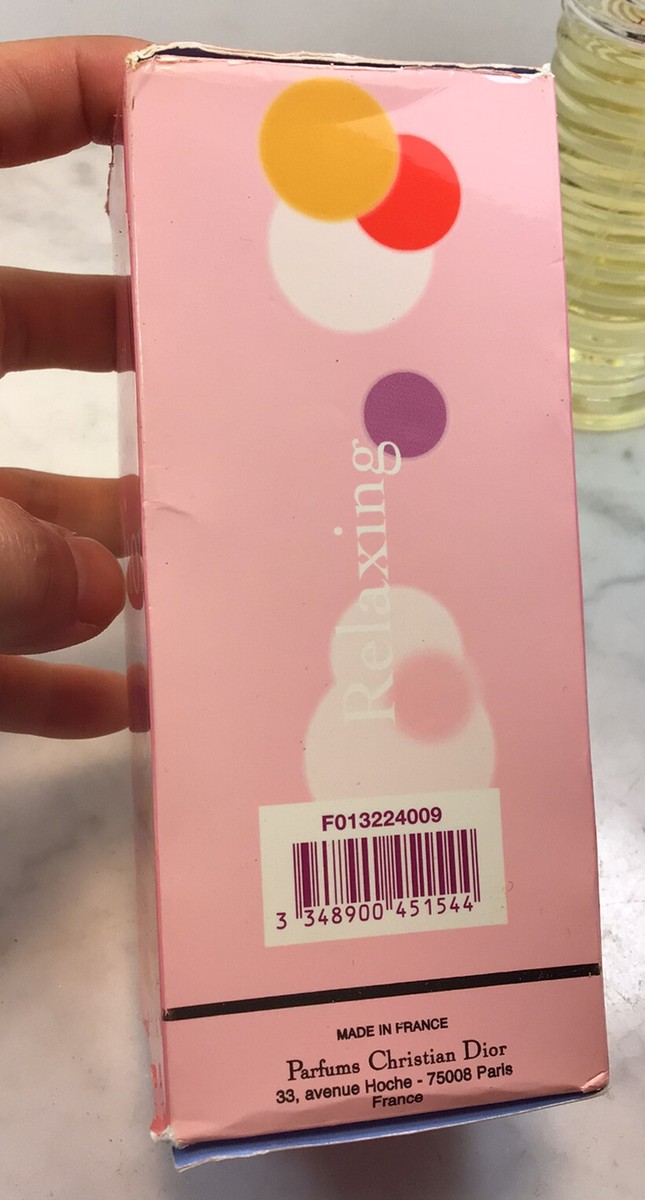 Relaxing
F013224009
3 348900 451544
MADE IN FRANCE
Parfums Christian Dior
33, avenue Hoche - 75008 Paris
France